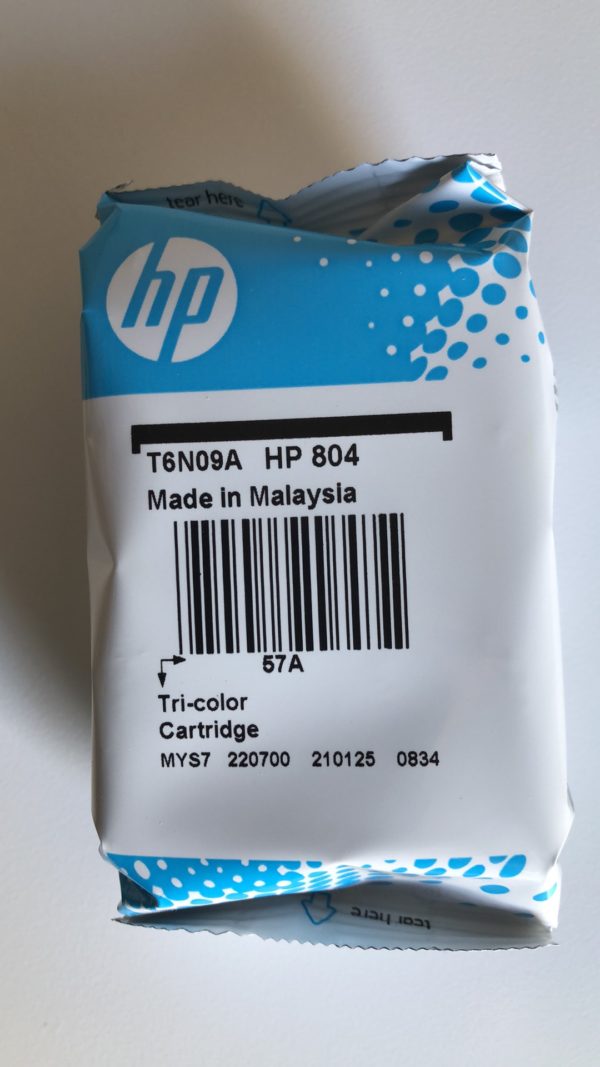 tear here
hp
T6N09A HP 804
Made in Malaysia
57A
Tri-color
Cartridge
MYS7 220700 210125 0834
tear here